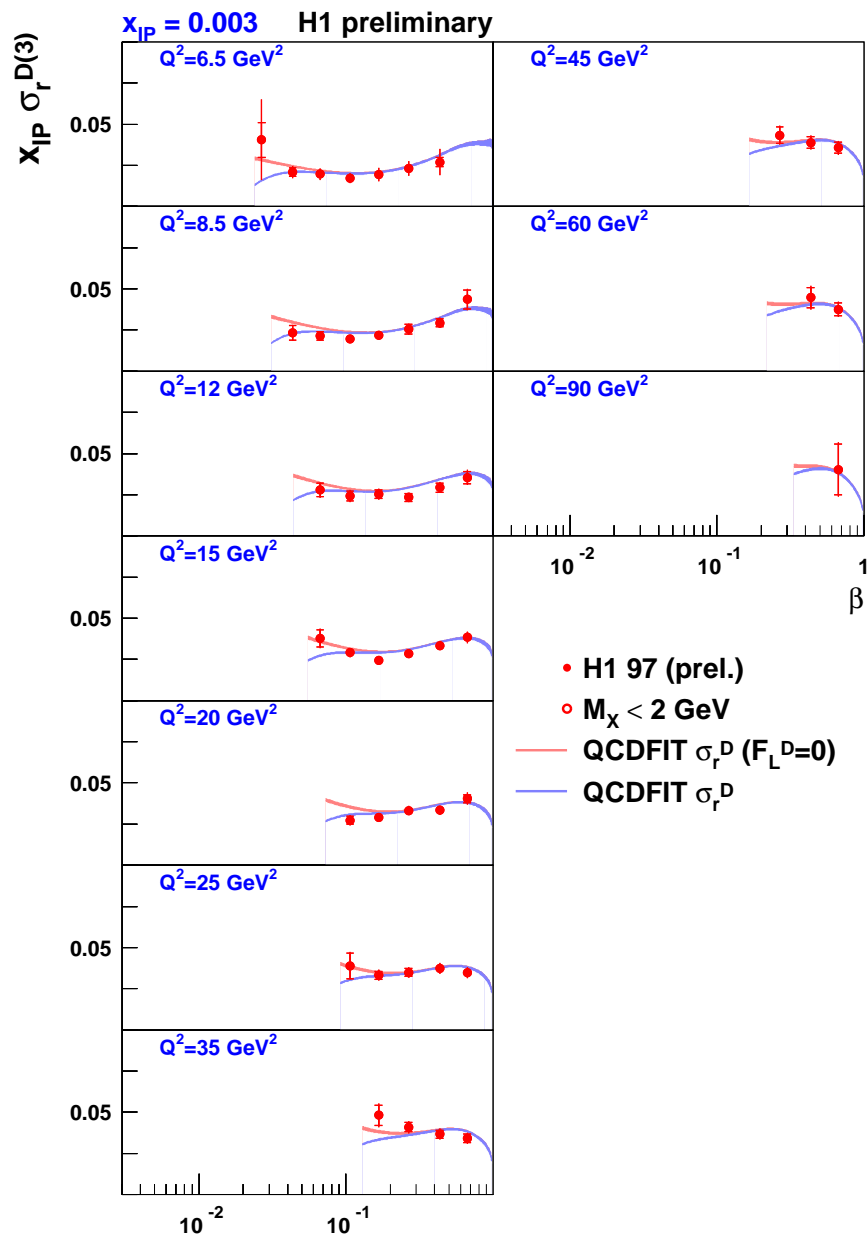 x_IP = 0.003 H1 preliminary
x_IP σ_r^D(3)
Q²=6.5 GeV²
0.05
Q²=45 GeV²
Q²=8.5 GeV²
0.05
Q²=60 GeV²
Q²=12 GeV²
0.05
Q²=90 GeV²
10⁻² 10⁻¹ 1
β
Q²=15 GeV²
0.05
H1 97 (prel.)
M_X < 2 GeV
QCDFIT σ_r^D (F_L^D=0)
QCDFIT σ_r^D
Q²=20 GeV²
0.05
Q²=25 GeV²
0.05
Q²=35 GeV²
0.05
10⁻² 10⁻¹